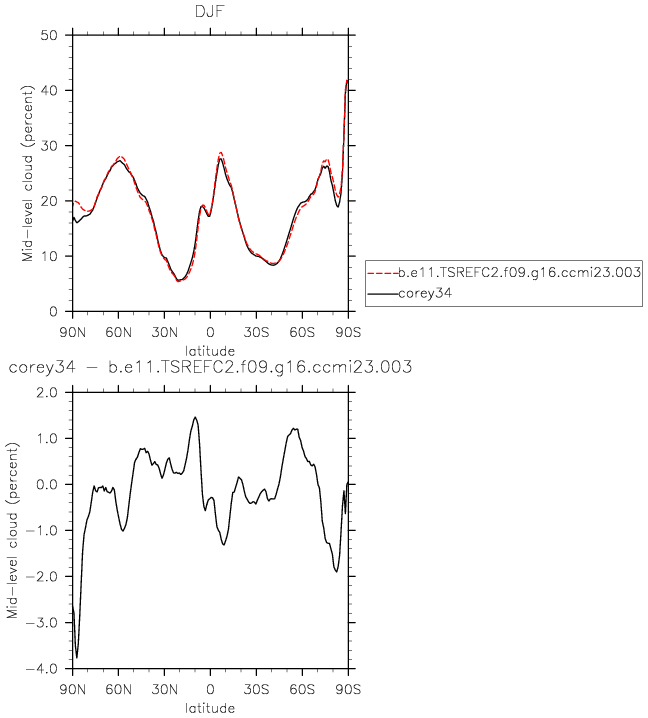 DJF
50
40
30
20
10
0
Mid-level cloud (percent)
90N 60N 30N 0 30S 60S 90S
latitude
b.e11.TSREFC2.f09.g16.ccmi23.003
corey34
corey34 - b.e11.TSREFC2.f09.g16.ccmi23.003
2.0
1.0
0.0
-1.0
-2.0
-3.0
-4.0
Mid-level cloud (percent)
90N 60N 30N 0 30S 60S 90S
latitude